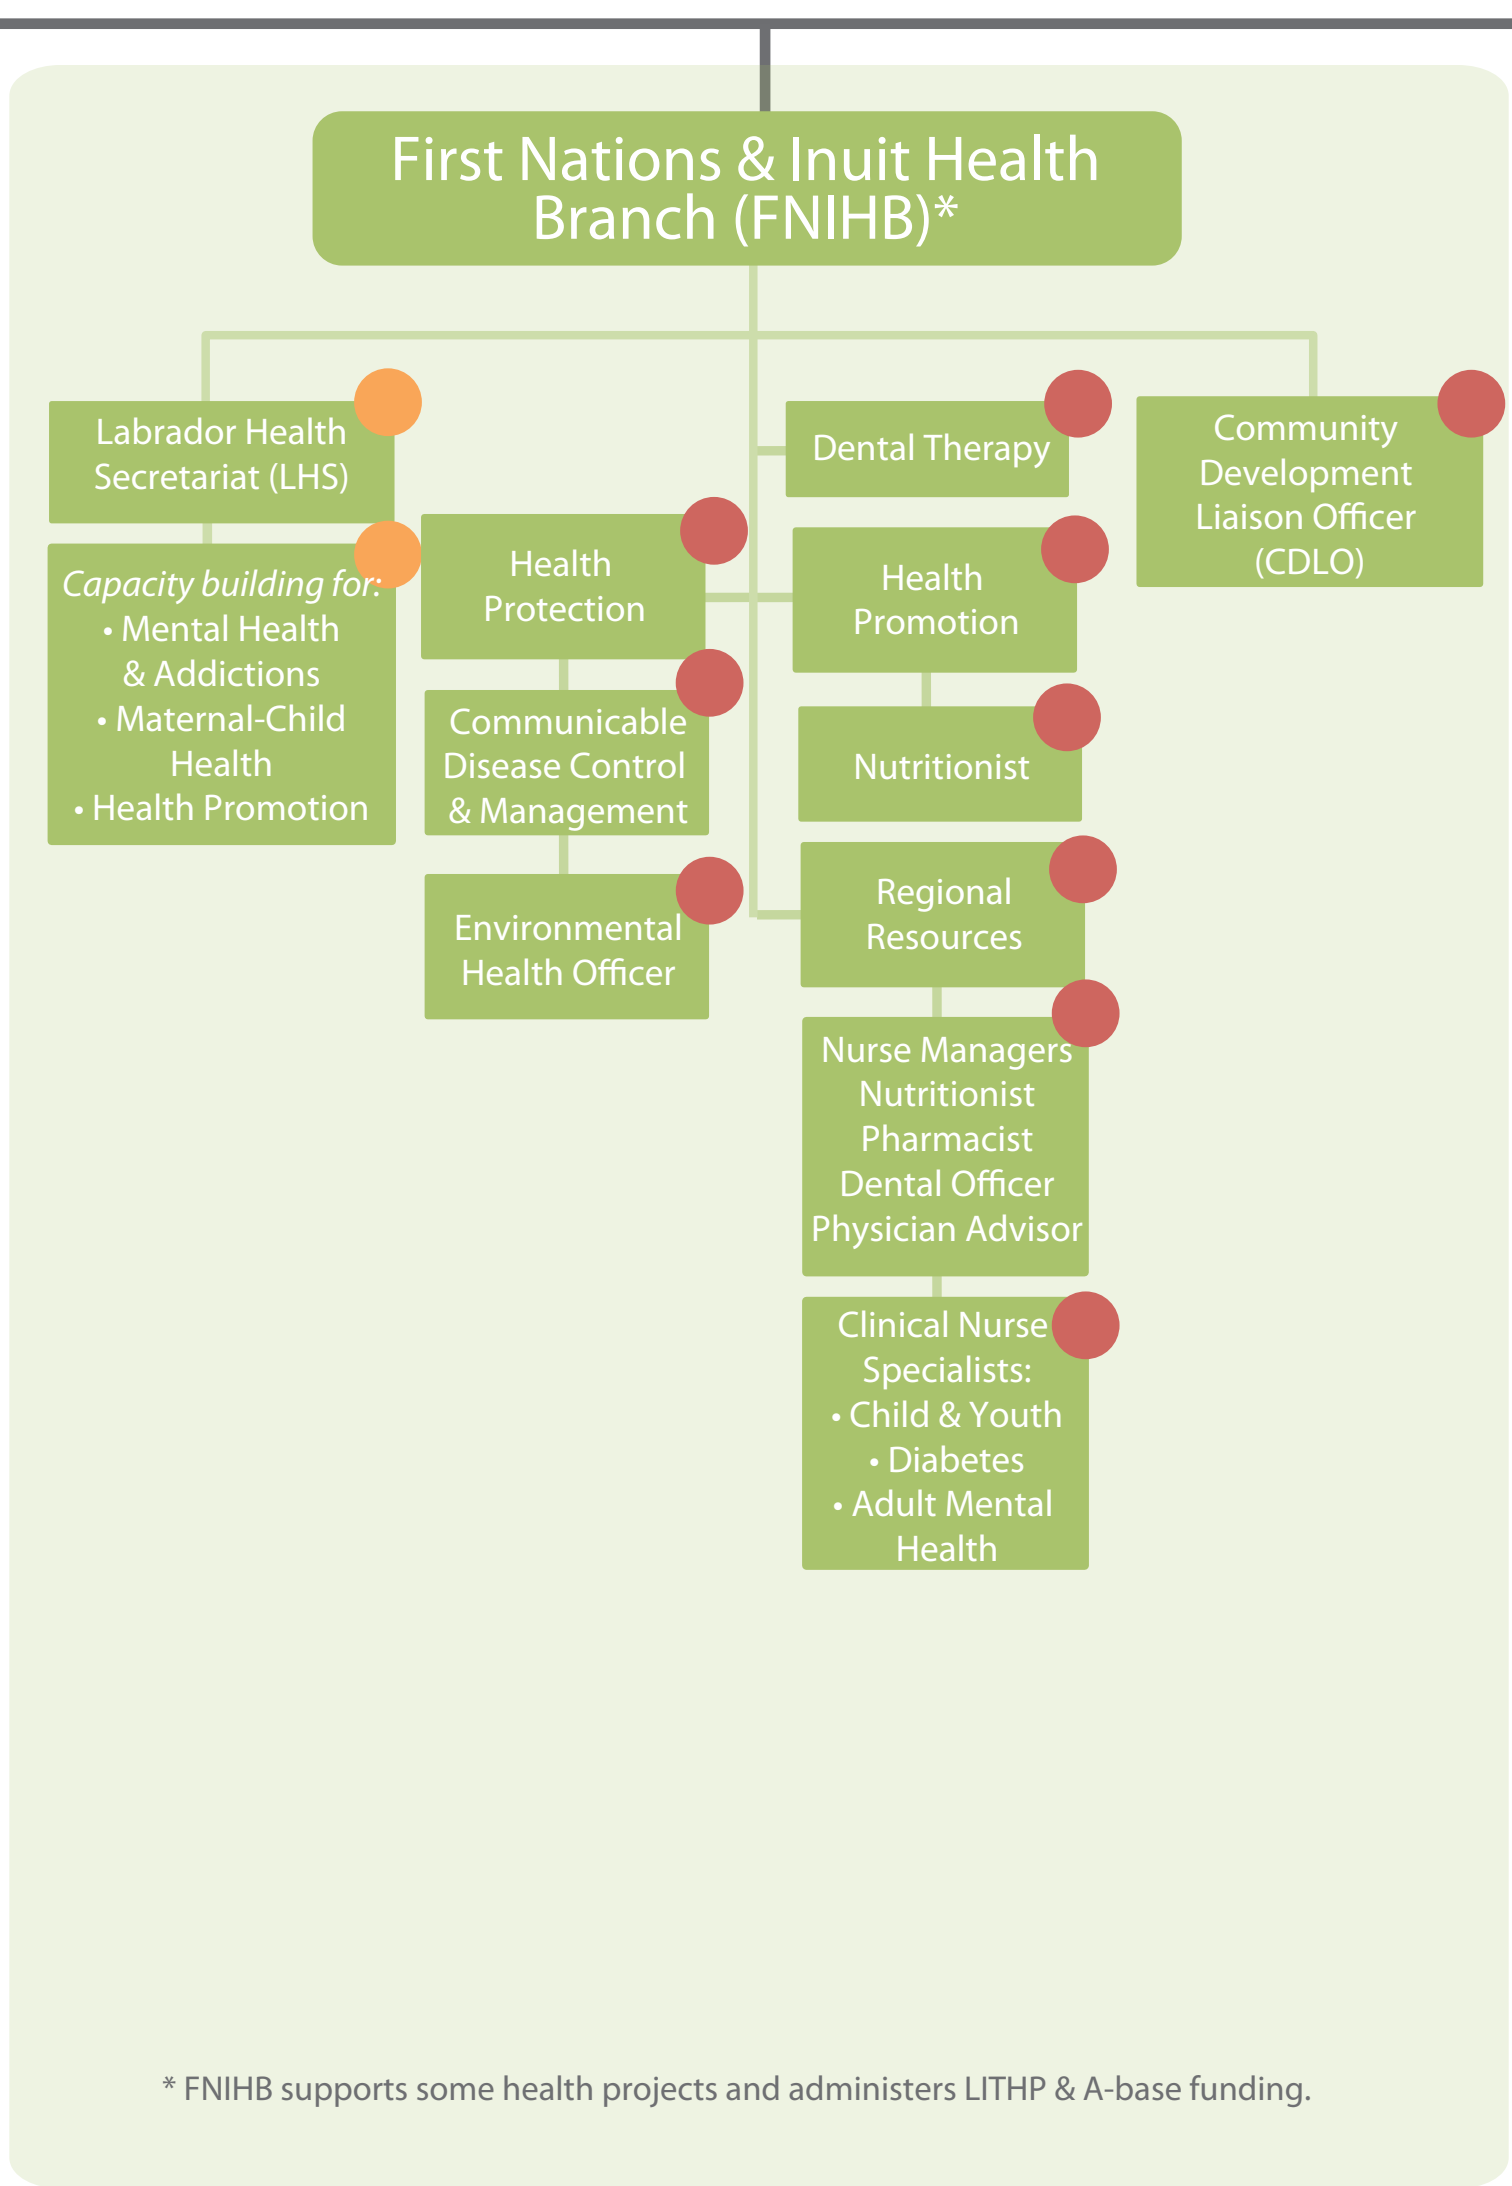 First Nations & Inuit Health
Branch (FNIHB)*
Labrador Health
Secretariat (LHS)
Capacity building for:
• Mental Health
& Addictions
• Maternal-Child
Health
• Health Promotion
Health
Protection
Communicable
Disease Control
& Management
Environmental
Health Officer
Dental Therapy
Health
Promotion
Nutritionist
Regional
Resources
Nurse Managers
Nutritionist
Pharmacist
Dental Officer
Physician Advisor
Clinical Nurse
Specialists:
• Child & Youth
• Diabetes
• Adult Mental
Health
Community
Development
Liaison Officer
(CDLO)
* FNIHB supports some health projects and administers LITHP & A-base funding.